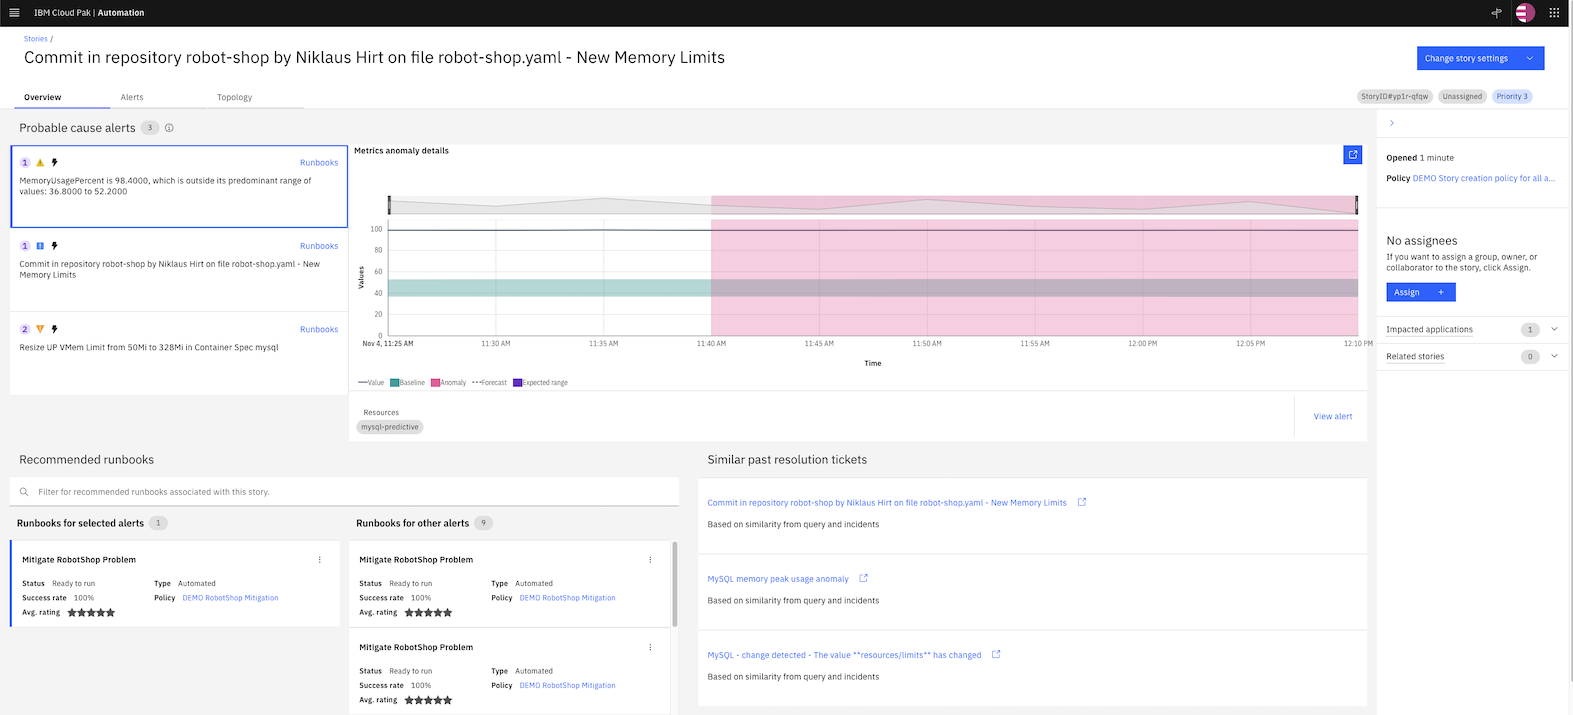 IBM Cloud Pak | Automation
Stories /
Commit in repository robot-shop by Niklaus Hirt on file robot-shop.yaml - New Memory Limits
Change story settings
Overview
Alerts
Topology
StoryID#yp1r-qfqw
Unassigned
Priority 3
Probable cause alerts 3
1 Runbooks
MemoryUsagePercent is 98.4000, which is outside its predominant range of
values: 36.8000 to 52.2000
1 Runbooks
Commit in repository robot-shop by Niklaus Hirt on file robot-shop.yaml - New
Memory Limits
2 Runbooks
Resize UP VMem Limit from 50Mi to 328Mi in Container Spec mysql
Metrics anomaly details
100
80
60
40
20
0
Values
Nov 4, 11:25 AM 11:30 AM 11:35 AM 11:40 AM 11:45 AM 11:50 AM 11:55 AM 12:00 PM 12:05 PM 12:10 PM
Time
Value Baseline Anomaly Forecast Expected range
Resources
mysql-predictive
View alert
Opened 1 minute
Policy DEMO Story creation policy for all a...
No assignees
If you want to assign a group, owner, or
collaborator to the story, click Assign.
Assign +
Impacted applications 1
Related stories 0
Recommended runbooks
Filter for recommended runbooks associated with this story.
Runbooks for selected alerts 1
Mitigate RobotShop Problem
Status Ready to run Type Automated
Success rate 100% Policy DEMO RobotShop Mitigation
Avg. rating
Runbooks for other alerts 9
Mitigate RobotShop Problem
Status Ready to run Type Automated
Success rate 100% Policy DEMO RobotShop Mitigation
Avg. rating
Mitigate RobotShop Problem
Status Ready to run Type Automated
Success rate 100% Policy DEMO RobotShop Mitigation
Avg. rating
Similar past resolution tickets
Commit in repository robot-shop by Niklaus Hirt on file robot-shop.yaml - New Memory Limits
Based on similarity from query and incidents
MySQL memory peak usage anomaly
Based on similarity from query and incidents
MySQL - change detected - The value **resources/limits** has changed
Based on similarity from query and incidents